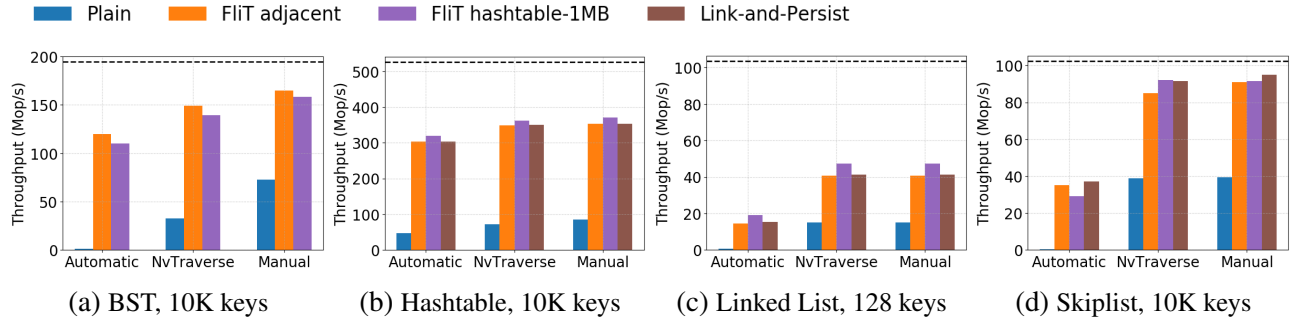 Plain FliT adjacent FliT hashtable-1MB Link-and-Persist
Throughput (Mop/s)
200
150
100
50
0
Automatic NvTraverse Manual
(a) BST, 10K keys
Throughput (Mop/s)
500
400
300
200
100
0
Automatic NvTraverse Manual
(b) Hashtable, 10K keys
Throughput (Mop/s)
100
80
60
40
20
0
Automatic NvTraverse Manual
(c) Linked List, 128 keys
Throughput (Mop/s)
100
80
60
40
20
0
Automatic NvTraverse Manual
(d) Skiplist, 10K keys